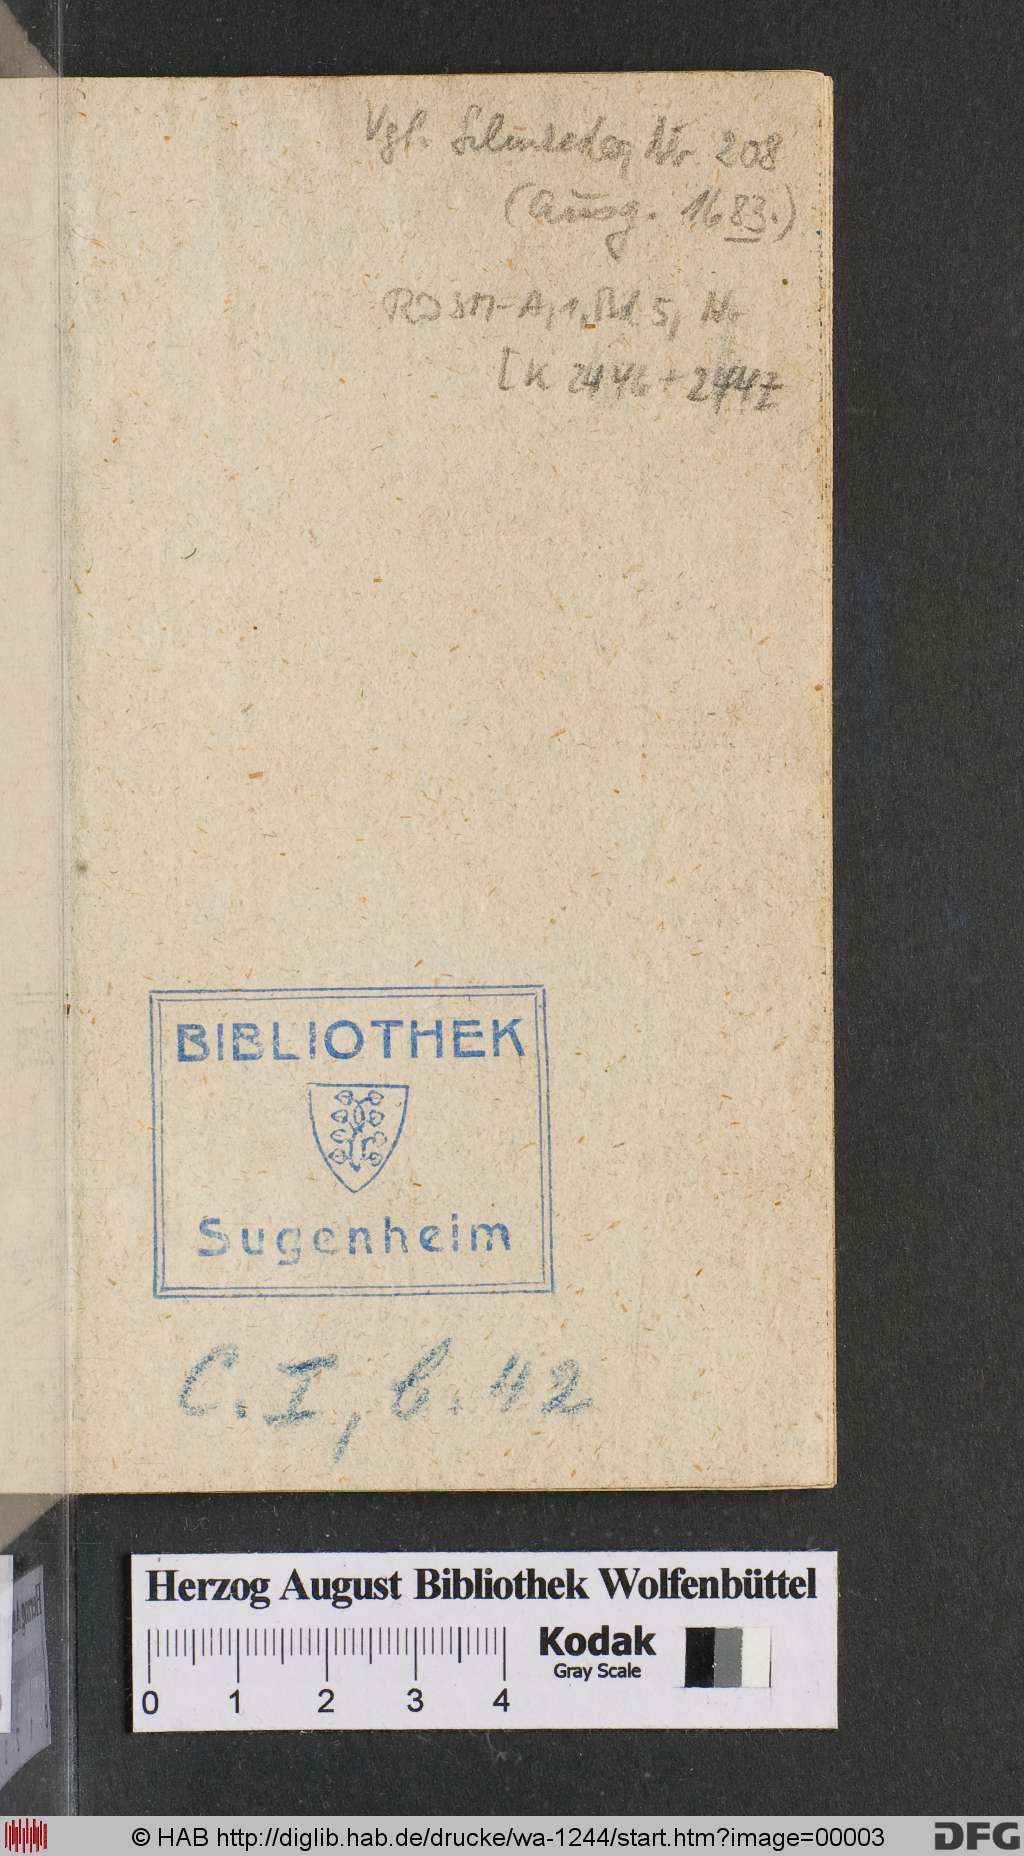 Vgl. Nr 208
(Ausg. 1683.)
RISM-A, 1, Bd 5, Nr
[K 2446 + 2447
BIBLIOTHEK
Sugenheim
C. I, b. 42
Herzog August Bibliothek Wolfenbüttel
Kodak
Gray Scale
0 1 2 3 4
© HAB http://diglib.hab.de/drucke/wa-1244/start.htm?image=00003
DFG